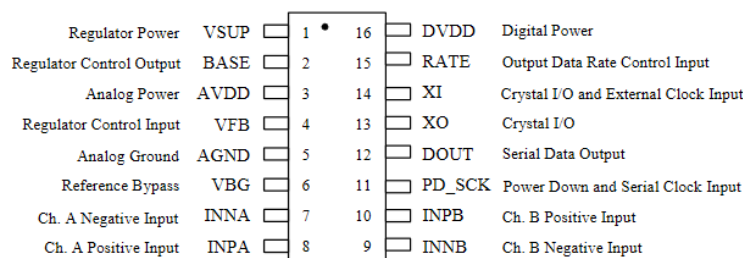 Regulator Power VSUP 1 16 DVDD Digital Power
Regulator Control Output BASE 2 15 RATE Output Data Rate Control Input
Analog Power AVDD 3 14 XI Crystal I/O and External Clock Input
Regulator Control Input VFB 4 13 XO Crystal I/O
Analog Ground AGND 5 12 DOUT Serial Data Output
Reference Bypass VBG 6 11 PD_SCK Power Down and Serial Clock Input
Ch. A Negative Input INNA 7 10 INPB Ch. B Positive Input
Ch. A Positive Input INPA 8 9 INNB Ch. B Negative Input